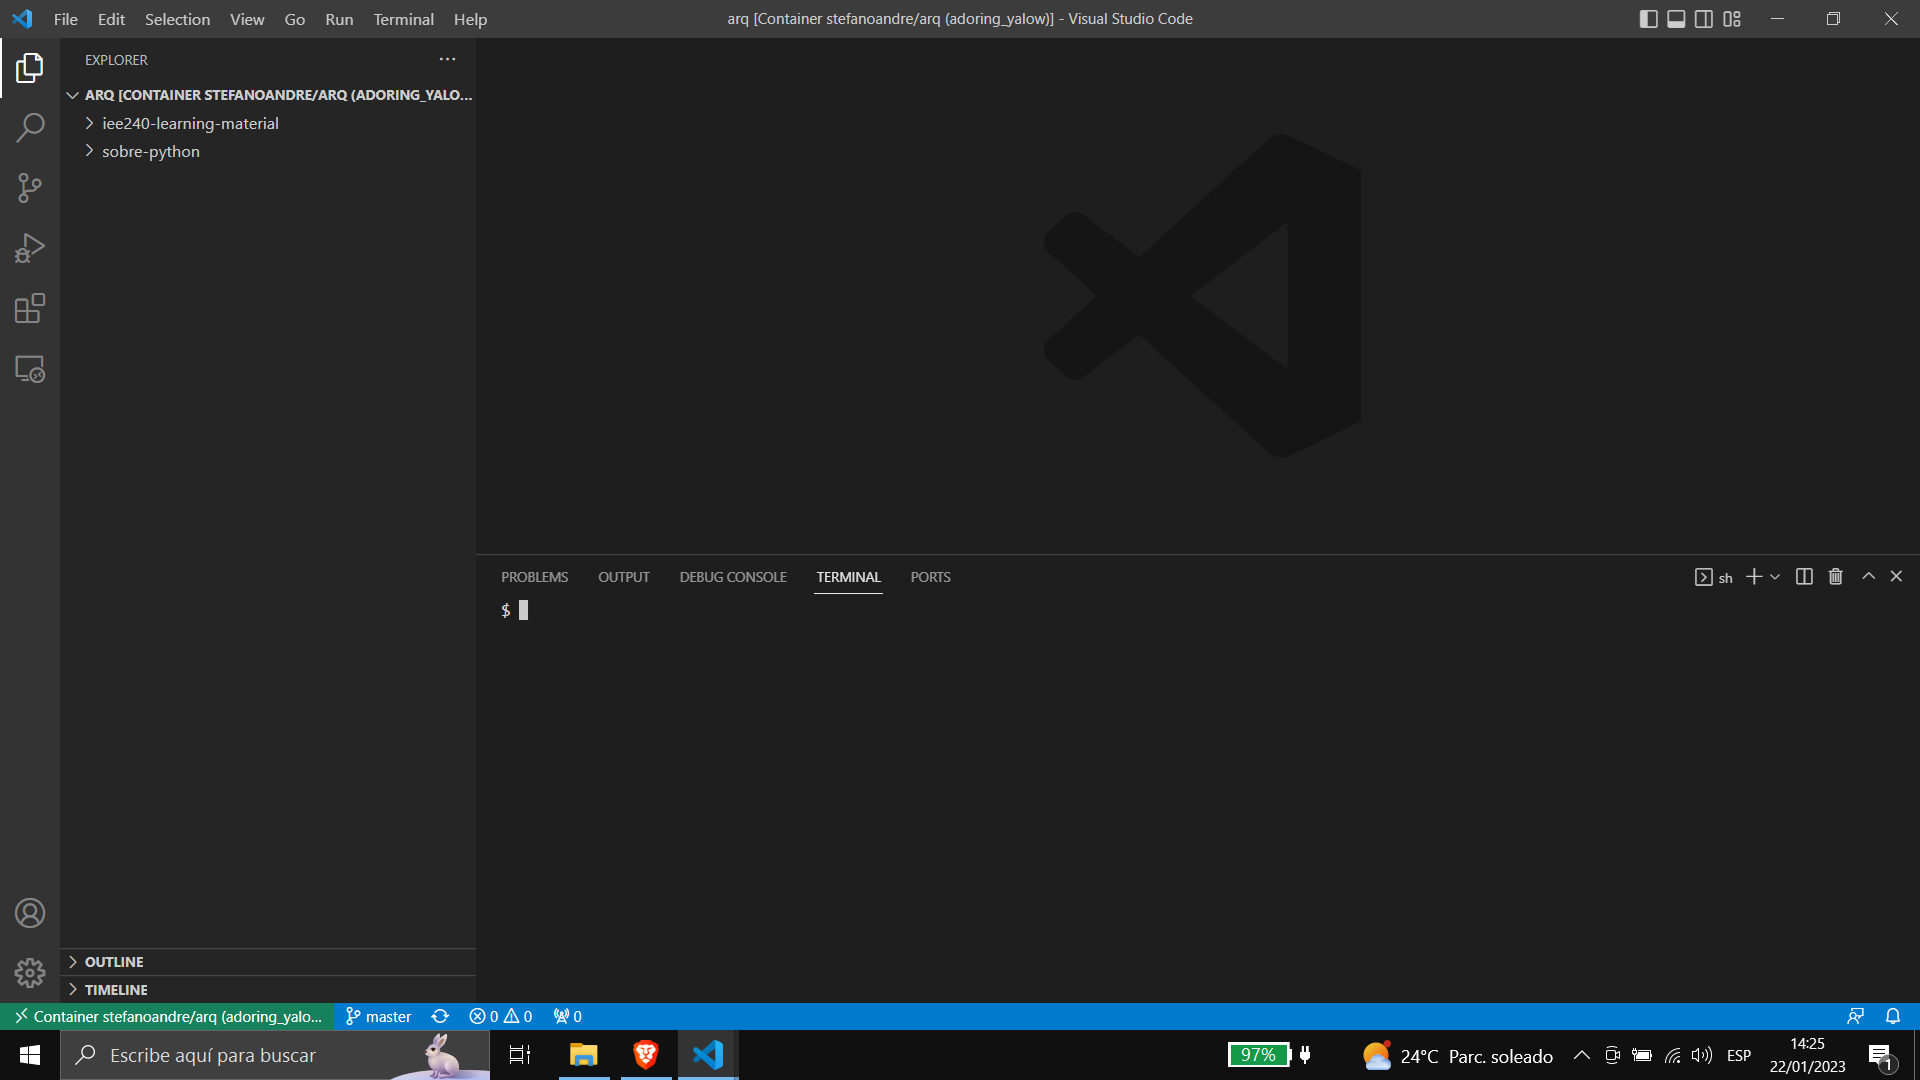 File Edit Selection View Go Run Terminal Help
arq [Container stefanoandre/arq (adoring_yalow)] - Visual Studio Code
EXPLORER
ARQ [CONTAINER STEFANOANDRE/ARQ (ADORING_YALO...
iee240-learning-material
sobre-python
PROBLEMS OUTPUT DEBUG CONSOLE TERMINAL PORTS
sh
$
OUTLINE
TIMELINE
Container stefanoandre/arq (adoring_yalo... master 0 0 0
Escribe aquí para buscar
97%
24°C Parc. soleado
ESP
14:25
22/01/2023
1